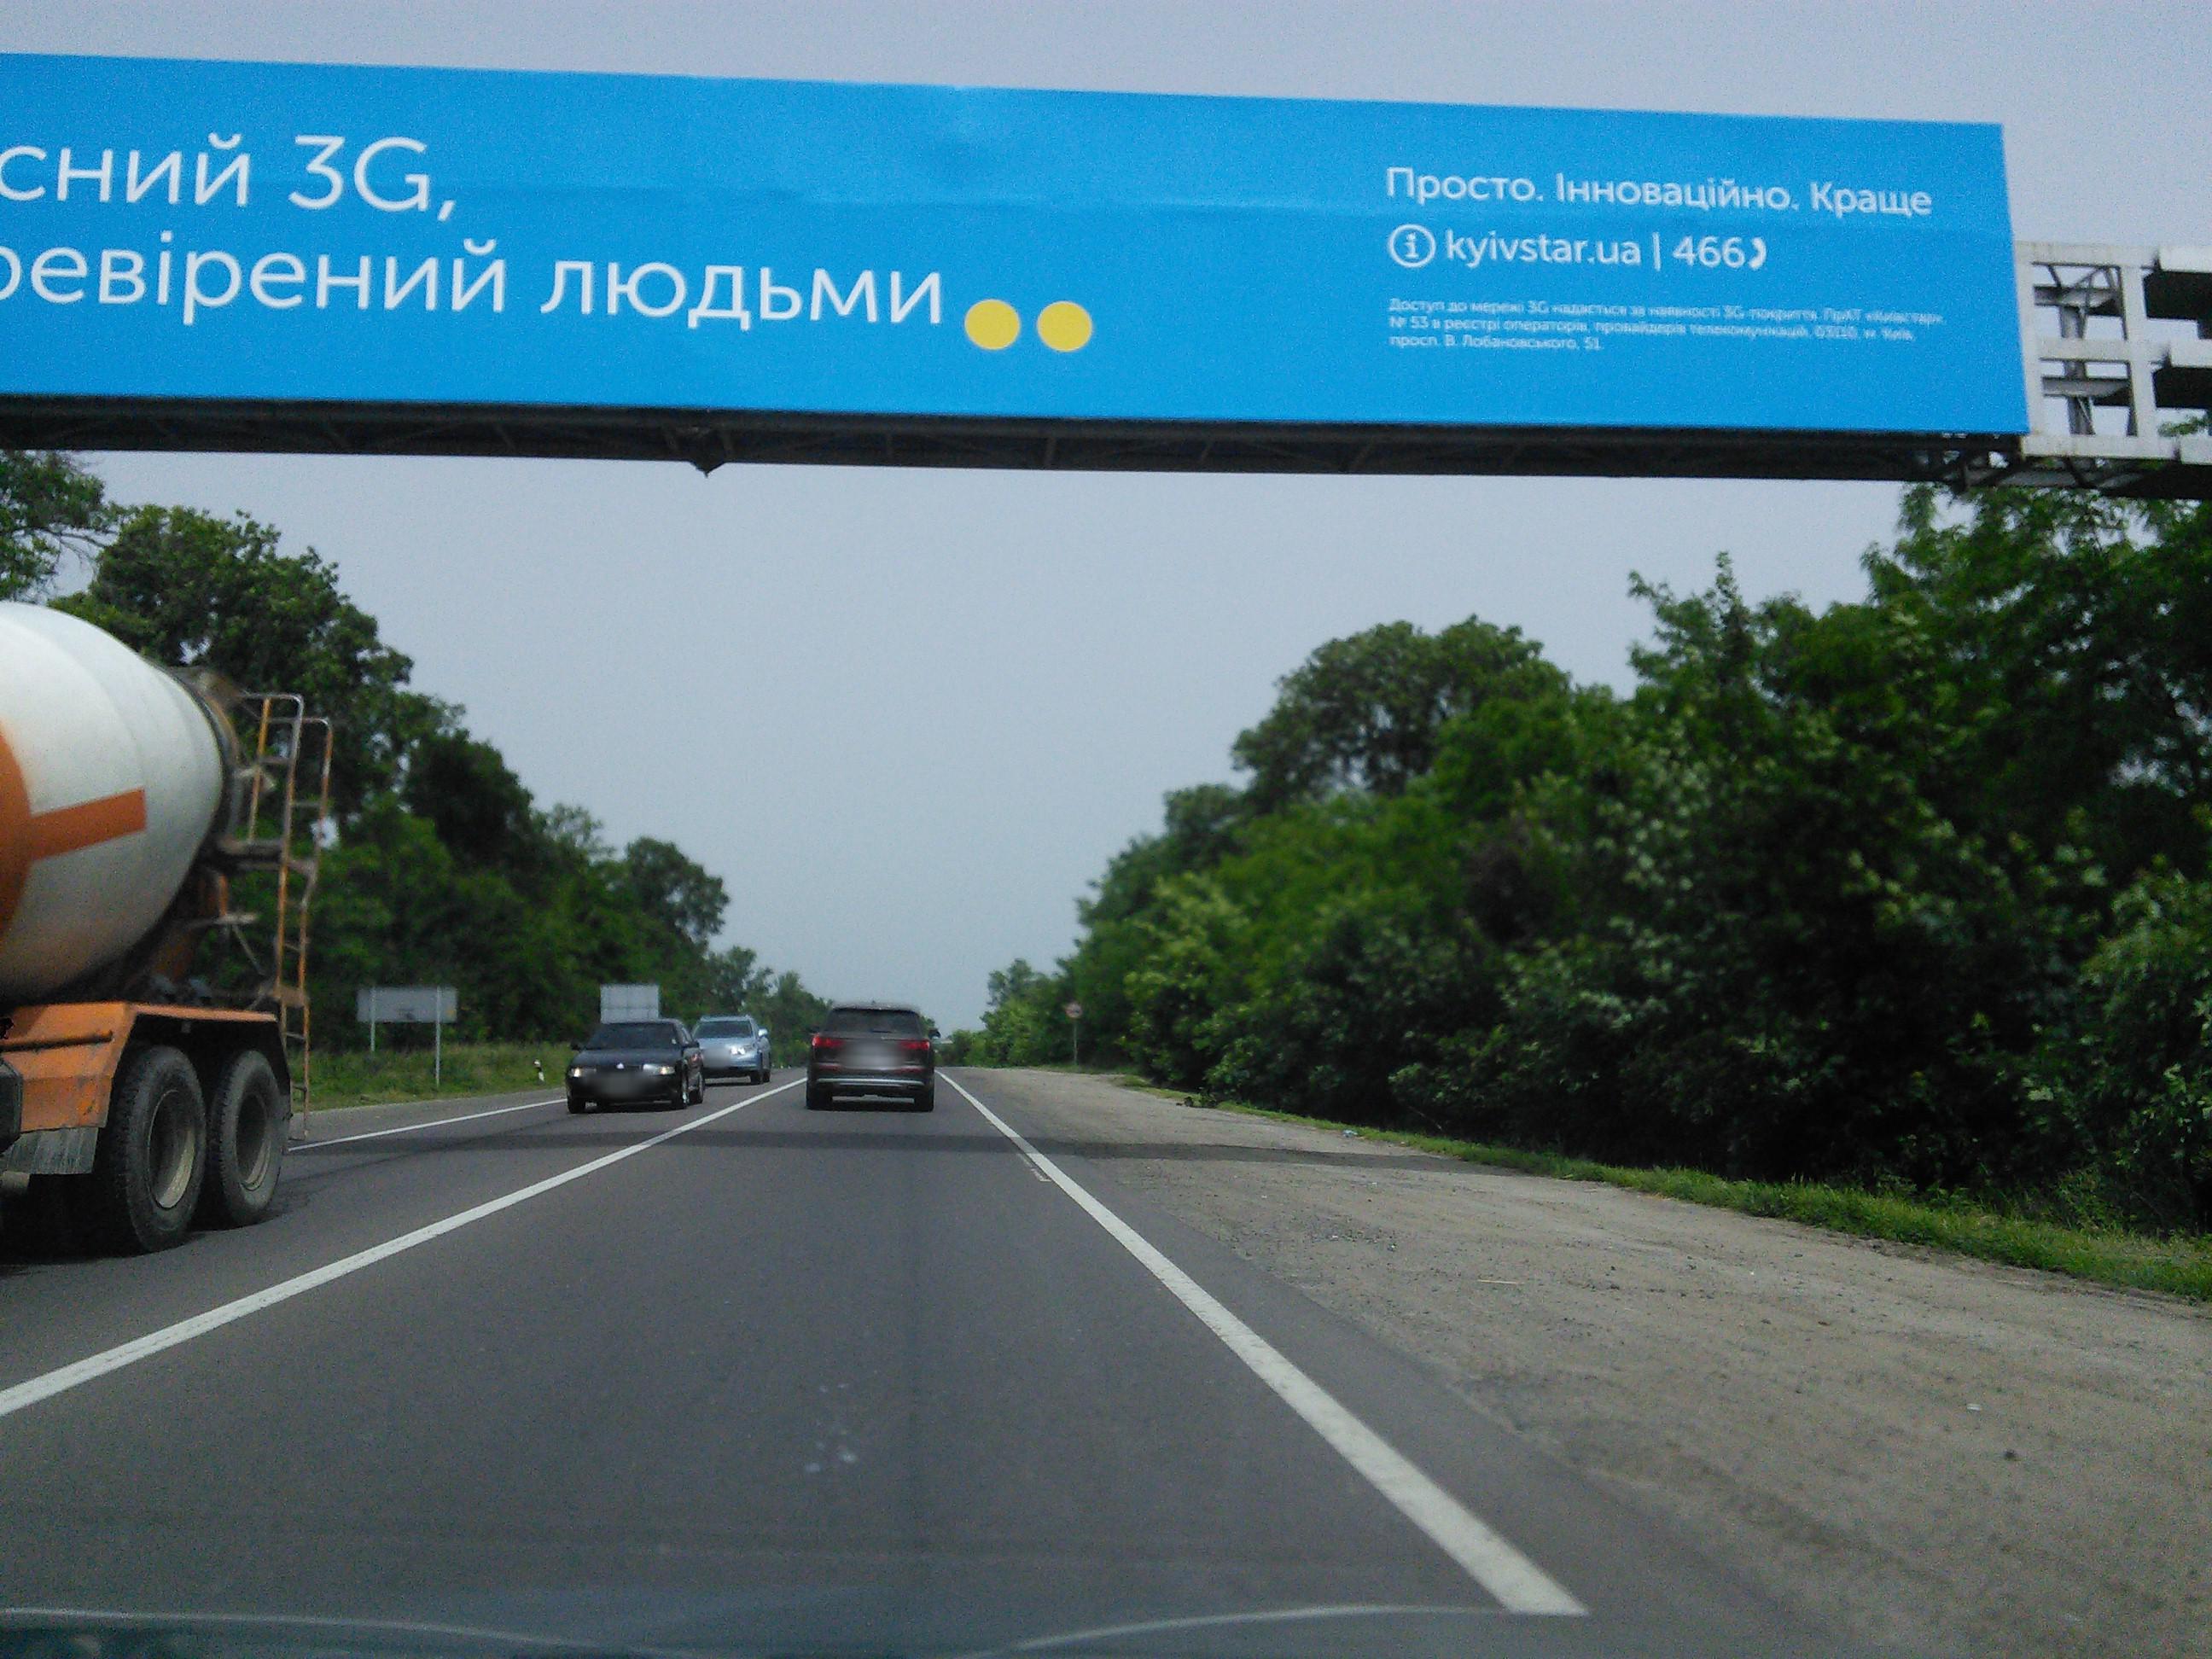 сний 3G,
ревірений людьми
Просто. Інноваційно. Краще
kyivstar.ua | 466
Доступ до мережі 3G надається за наявності 3G-покриття. ПрАТ «Київстар».
№ 53 в реєстрі операторів, провайдерів телекомунікацій, 03110, м. Київ,
просп. В. Лобановського, 51.